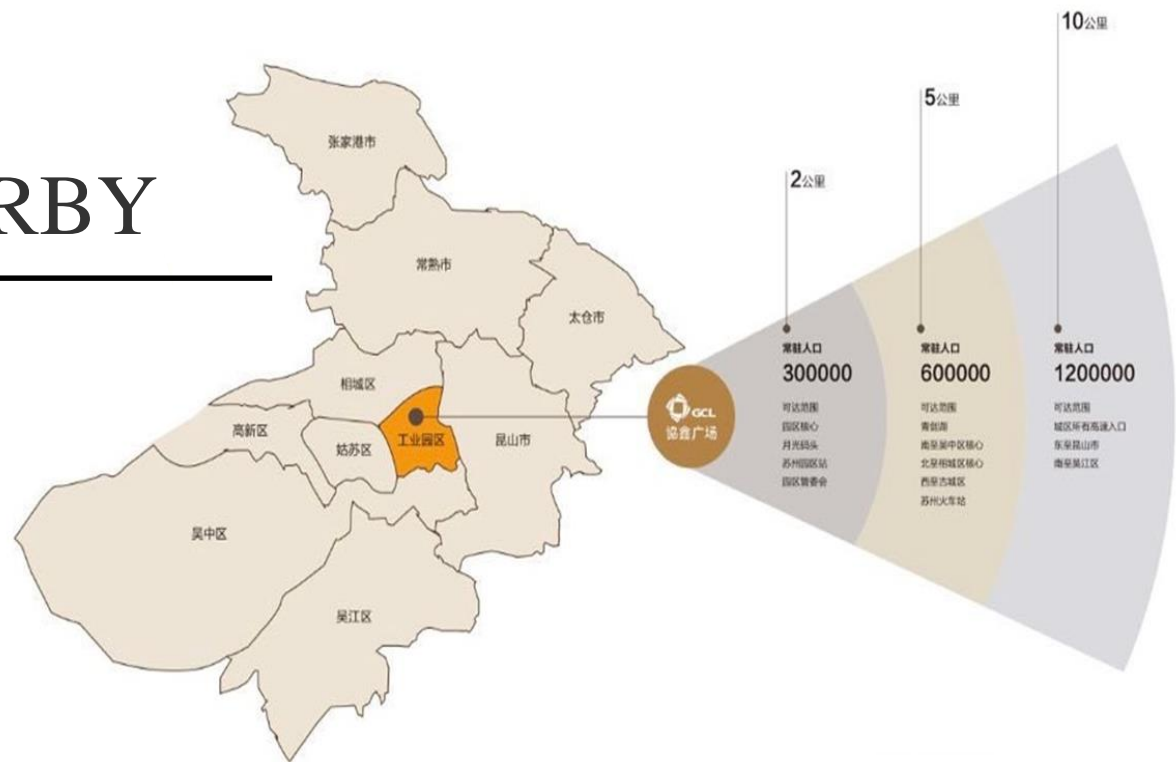 RBY
张家港市
常熟市
太仓市
相城区
高新区
姑苏区
工业园区
昆山市
吴中区
吴江区
GCL
協鑫广场
2公里
常驻人口
300000
可达范围
园区核心
月光码头
苏州园区站
园区管委会
5公里
常驻人口
600000
可达范围
青剑湖
南至吴中区核心
北至相城区核心
西至古城区
苏州火车站
10公里
常驻人口
1200000
可达范围
城区所有高速入口
东至昆山市
南至吴江区